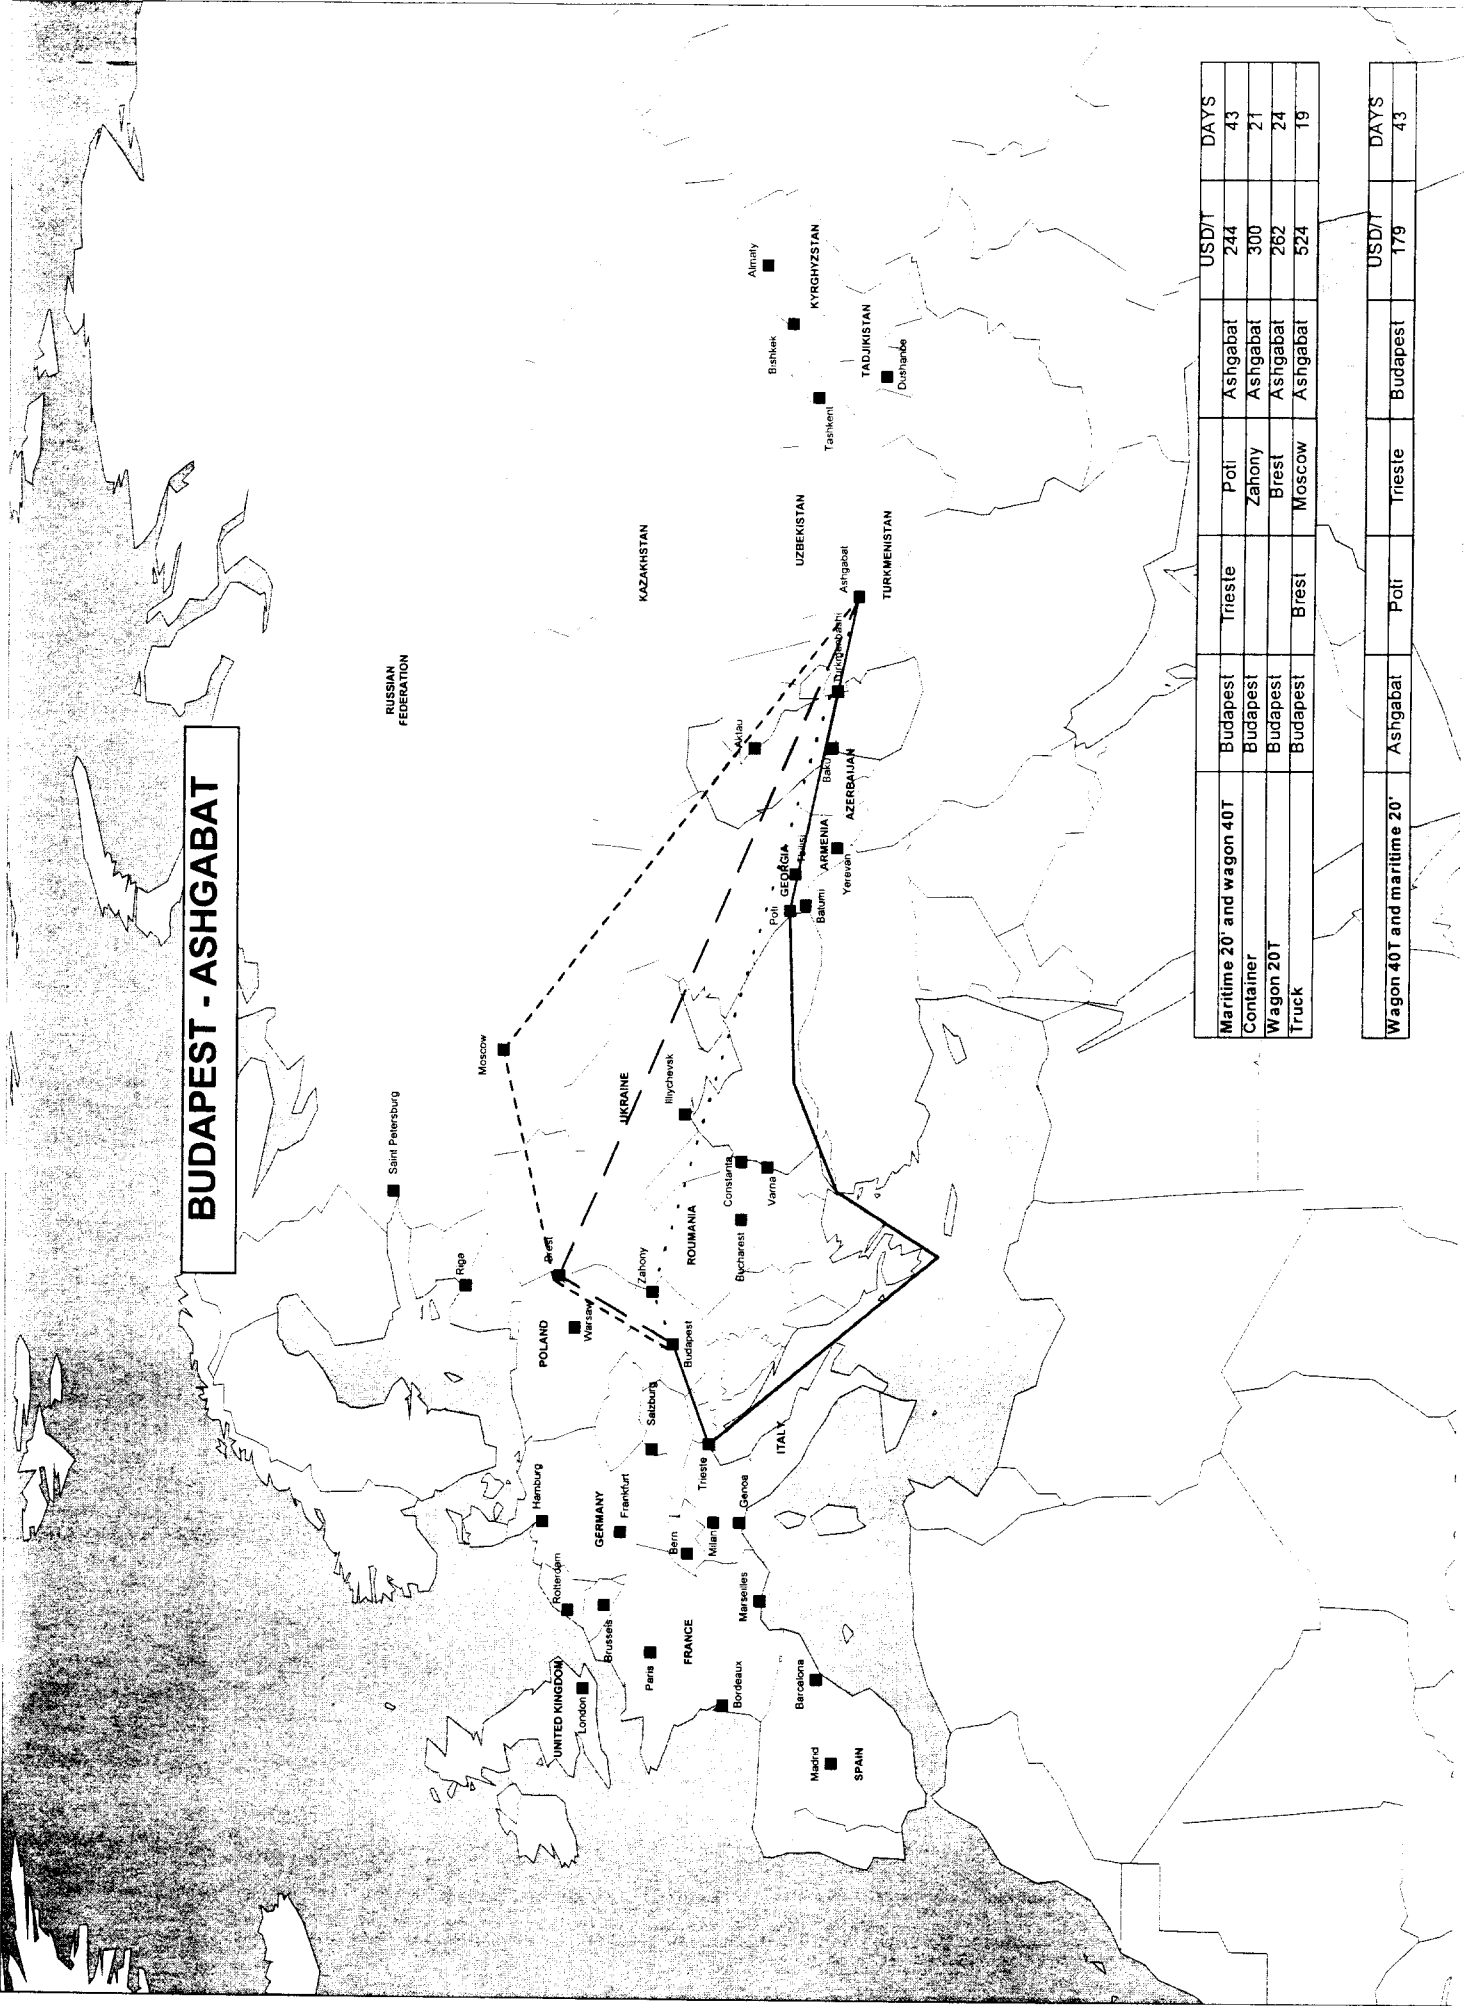 BUDAPEST - ASHGABAT
RUSSIAN
FEDERATION
Saint Petersburg
Moscow
Riga
KAZAKHSTAN
UNITED KINGDOM
London
Rotterdam
Brussels
Hamburg
POLAND
Warsaw
Brest
UKRAINE
GERMANY
Frankfurt
Paris
FRANCE
Salzburg
Zahony
Budapest
Illiychevsk
Bern
Milan
Trieste
Genoa
ROUMANIA
Bucharest
Constanta
Varna
Aktau
Almaty
Bishkek
KYRGHYZSTAN
Bordeaux
Marseilles
ITALY
Poti
GEORGIA
Tbilisi
Batumi
ARMENIA
Yerevan
Baku
AZERBAIJAN
Turkmenbashi
UZBEKISTAN
Tashkent
TADJIKISTAN
Dushanbe
Ashgabat
TURKMENISTAN
Barcelona
Madrid
SPAIN
USD/T DAYS
Maritime 20' and wagon 40T Budapest Trieste Poti Ashgabat 244 43
Container Budapest Zahony Ashgabat 300 21
Wagon 20T Budapest Brest Ashgabat 262 24
Truck Budapest Brest Moscow Ashgabat 524 19
USD/T DAYS
Wagon 40T and maritime 20' Ashgabat Poti Trieste Budapest 179 43